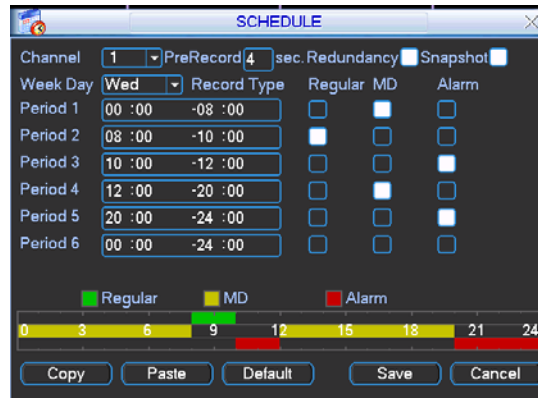 SCHEDULE
Channel 1 PreRecord 4 sec. Redundancy Snapshot
Week Day Wed Record Type Regular MD Alarm
Period 1 00 :00 -08 :00
Period 2 08 :00 -10 :00
Period 3 10 :00 -12 :00
Period 4 12 :00 -20 :00
Period 5 20 :00 -24 :00
Period 6 00 :00 -24 :00
Regular MD Alarm
0 3 6 9 12 15 18 21 24
Copy Paste Default Save Cancel